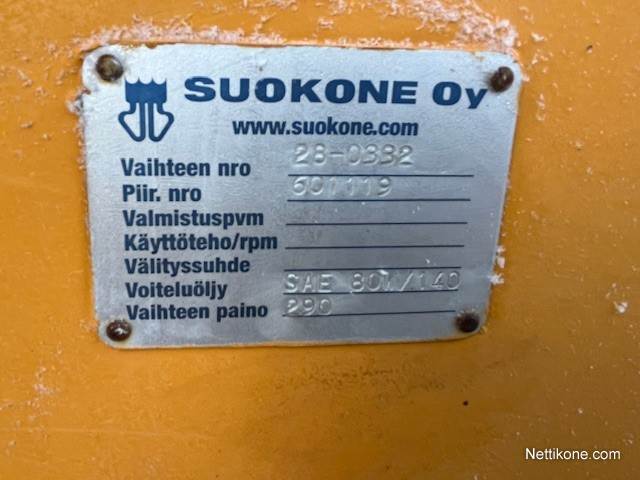 SUOKONE Oy
www.suokone.com
Vaihteen nro 28-0332
Piir. nro 601119
Valmistuspvm
Käyttöteho/rpm
Välityssuhde
Voiteluöljy SAE 80W/140
Vaihteen paino 290
Nettikone.com